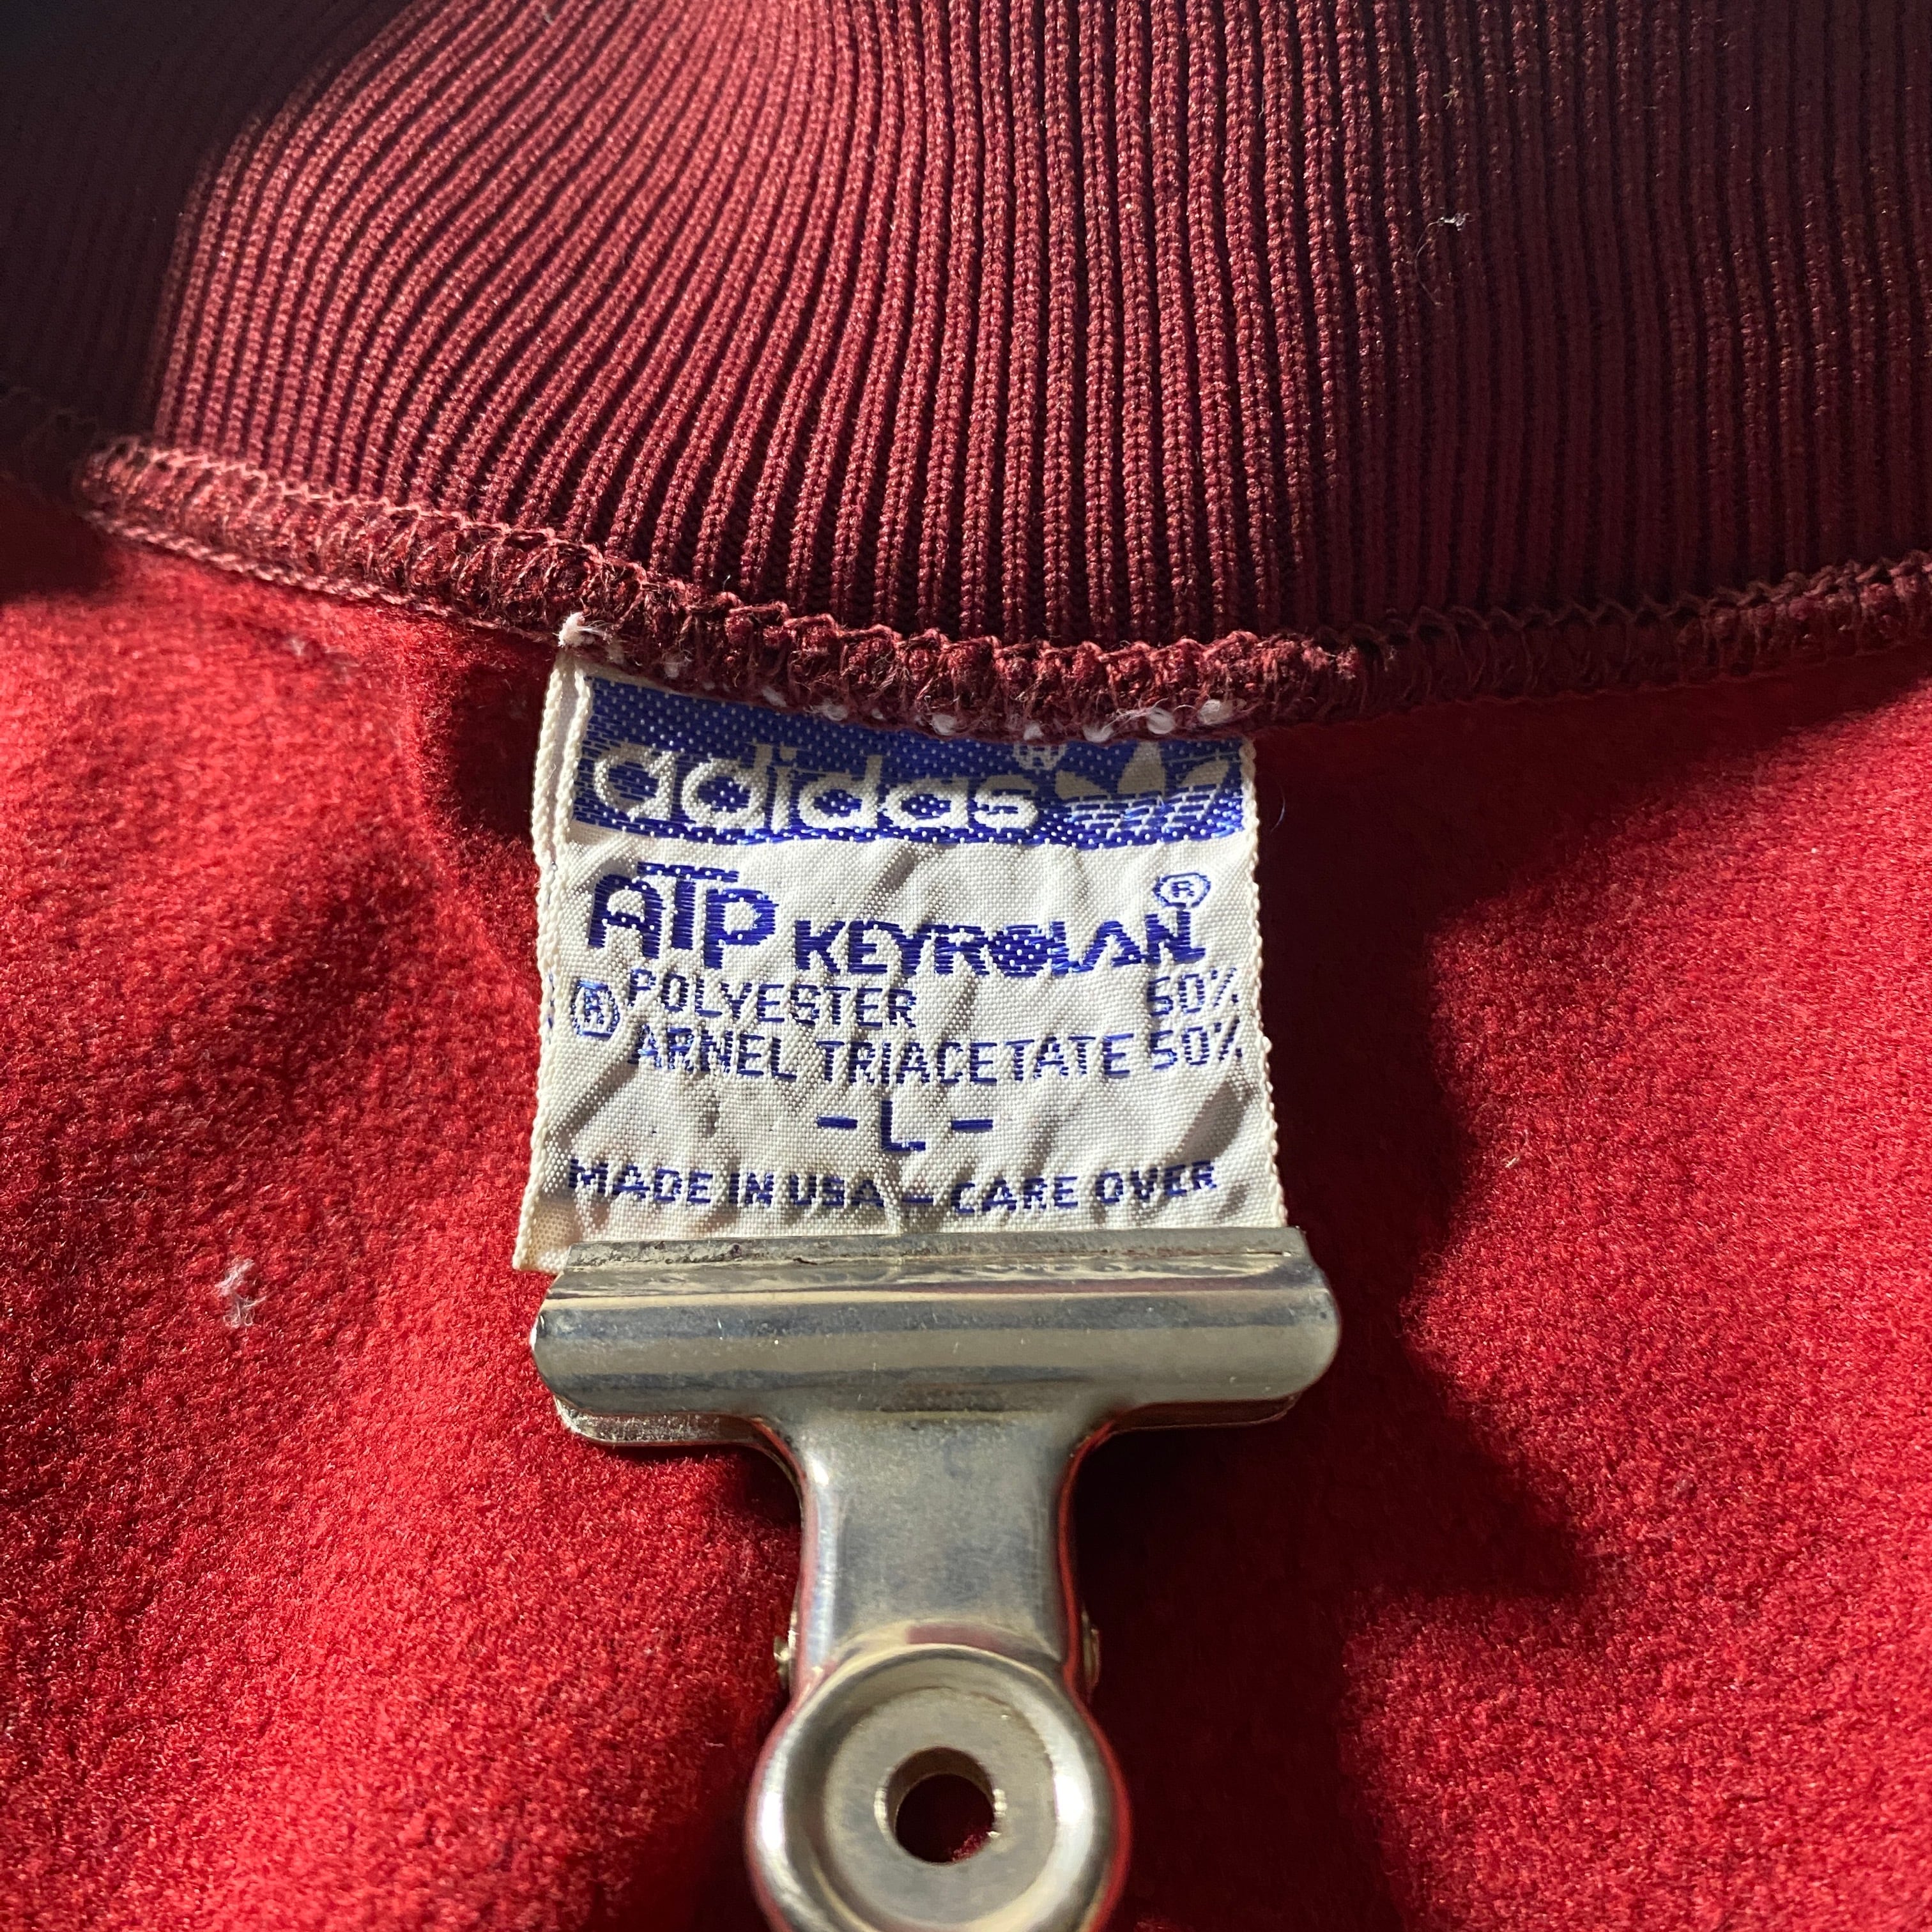 adidas®
ATP KEYROLAN®
POLYESTER 50%
® ARNEL TRIACETATE 50%
- L -
MADE IN USA - CARE OVER